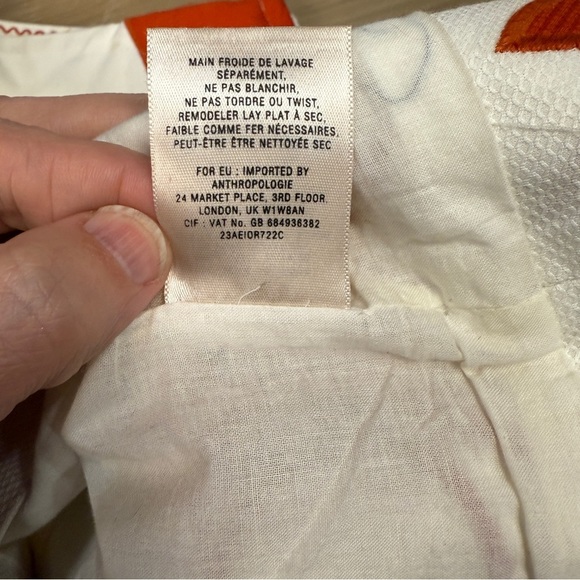 MAIN FROIDE DE LAVAGE
SÉPARÉMENT,
NE PAS BLANCHIR,
NE PAS TORDRE OU TWIST,
REMODELER LAY PLAT À SEC,
FAIBLE COMME FER NÉCESSAIRES,
PEUT-ÊTRE ÊTRE NETTOYÉE SEC
FOR EU : IMPORTED BY
ANTHROPOLOGIE
24 MARKET PLACE, 3RD FLOOR
LONDON, UK W1W8AN
CIF : VAT No. GB 684936382
23AEIOR722C